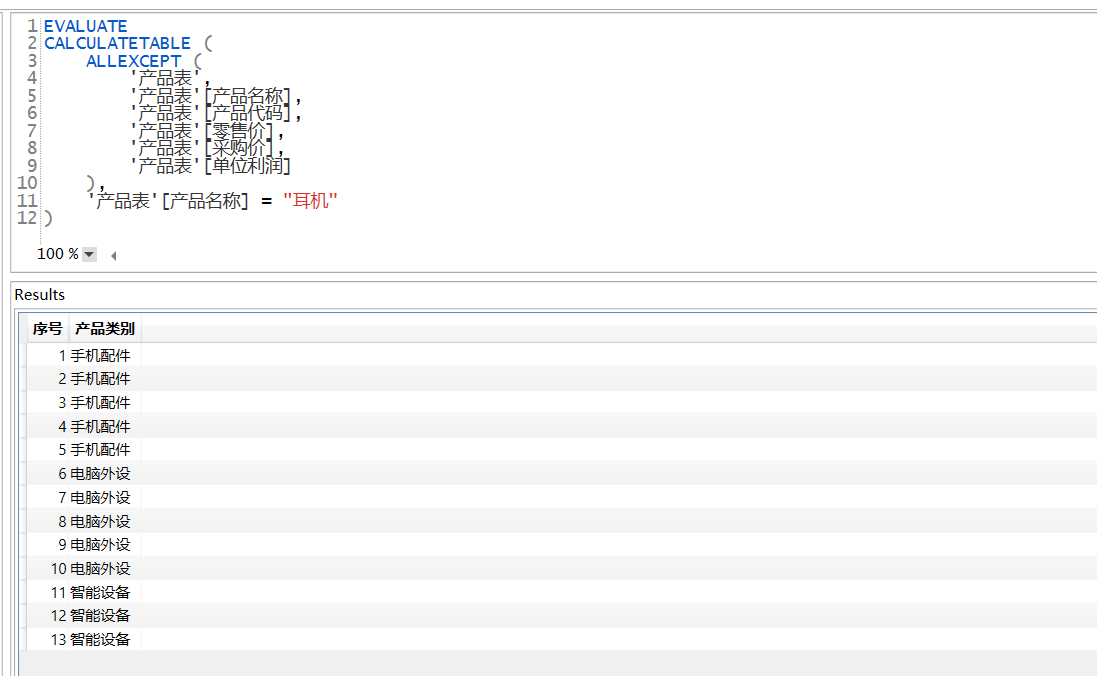 1 EVALUATE
2 CALCULATETABLE (
3 ALLEXCEPT (
4 '产品表',
5 '产品表'[产品名称],
6 '产品表'[产品代码],
7 '产品表'[零售价],
8 '产品表'[采购价],
9 '产品表'[单位利润]
10 ),
11 '产品表'[产品名称] = "耳机"
12 )
100 %
Results
序号 产品类别
1 手机配件
2 手机配件
3 手机配件
4 手机配件
5 手机配件
6 电脑外设
7 电脑外设
8 电脑外设
9 电脑外设
10 电脑外设
11 智能设备
12 智能设备
13 智能设备